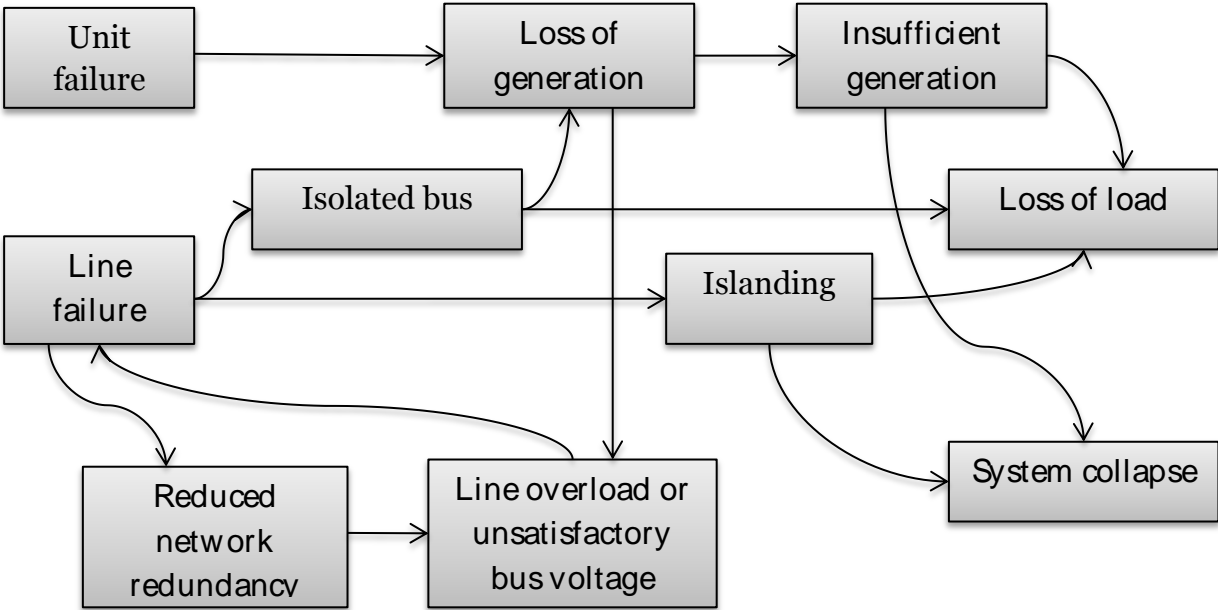 Unit
failure
Loss of
generation
Insufficient
generation
Isolated bus
Loss of load
Line
failure
Islanding
System collapse
Reduced
network
redundancy
Line overload or
unsatisfactory
bus voltage